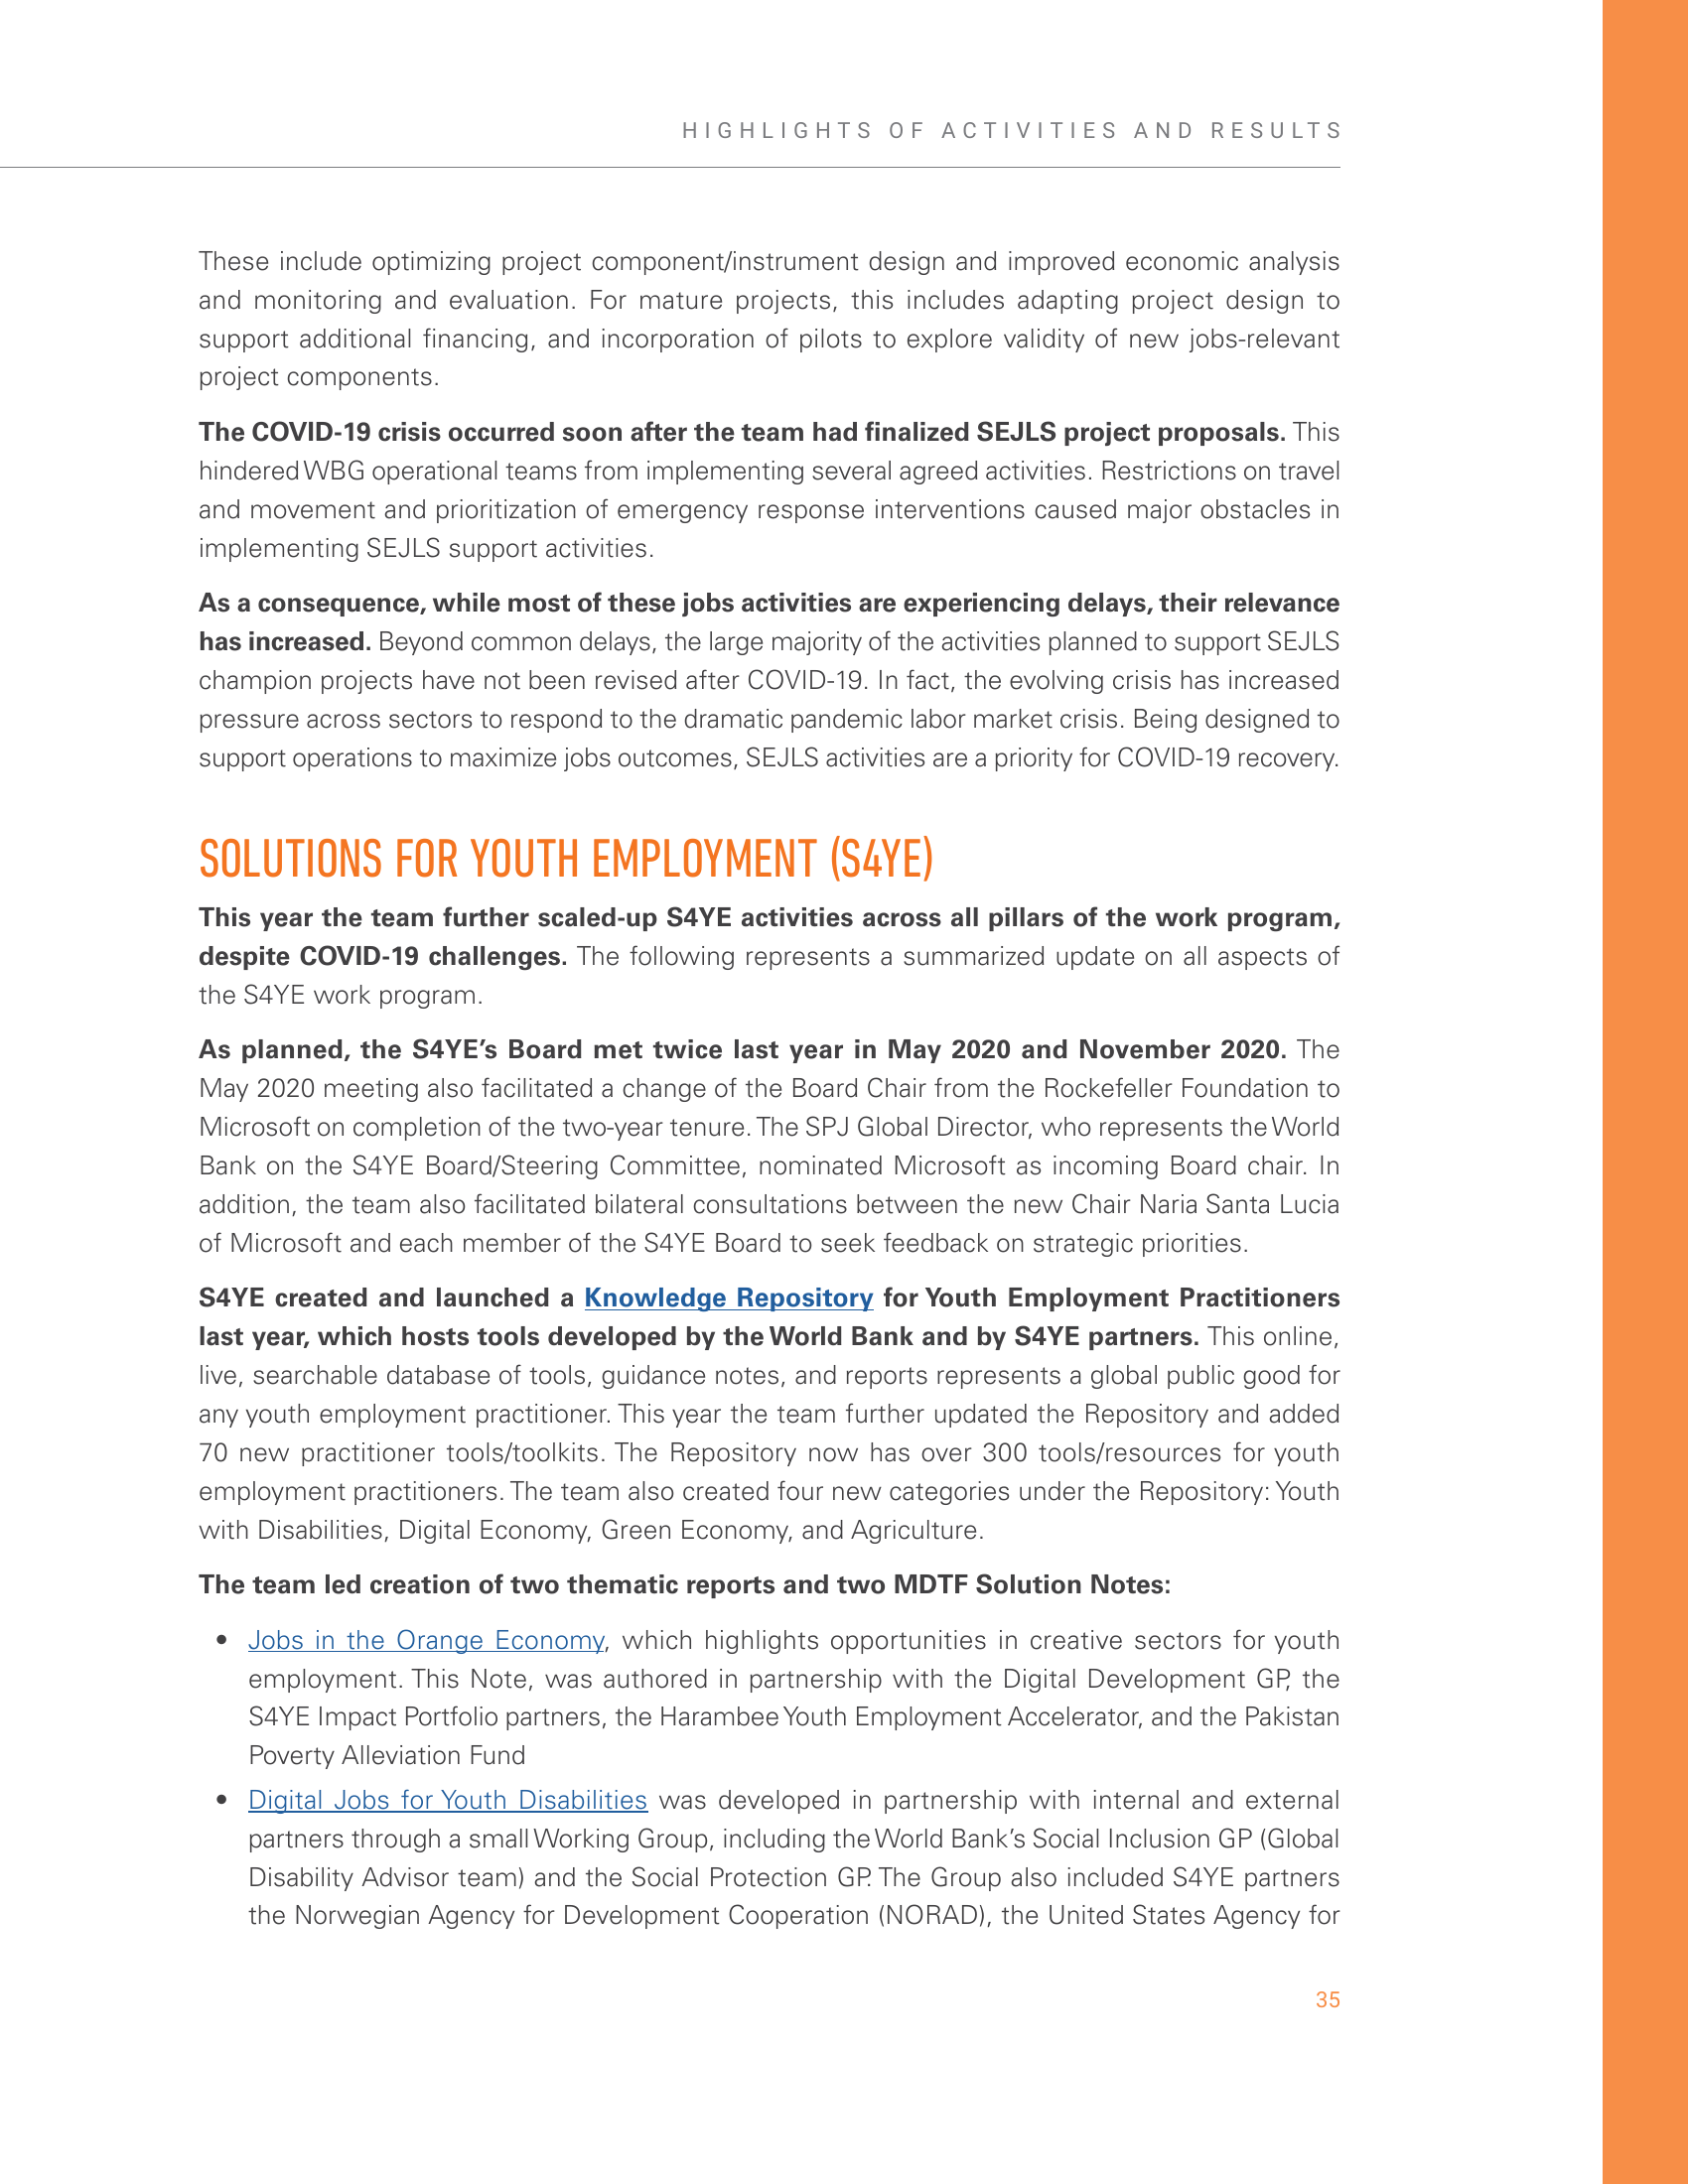 HIGHLIGHTS OF ACTIVITIES AND RESULTS
These include optimizing project component/instrument design and improved economic analysis
and monitoring and evaluation. For mature projects, this includes adapting project design to
support additional financing, and incorporation of pilots to explore validity of new jobs-relevant
project components.
The COVID-19 crisis occurred soon after the team had finalized SEJLS project proposals. This
hindered WBG operational teams from implementing several agreed activities. Restrictions on travel
and movement and prioritization of emergency response interventions caused major obstacles in
implementing SEJLS support activities.
As a consequence, while most of these jobs activities are experiencing delays, their relevance
has increased. Beyond common delays, the large majority of the activities planned to support SEJLS
champion projects have not been revised after COVID-19. In fact, the evolving crisis has increased
pressure across sectors to respond to the dramatic pandemic labor market crisis. Being designed to
support operations to maximize jobs outcomes, SEJLS activities are a priority for COVID-19 recovery.
SOLUTIONS FOR YOUTH EMPLOYMENT (S4YE)
This year the team further scaled-up S4YE activities across all pillars of the work program,
despite COVID-19 challenges. The following represents a summarized update on all aspects of
the S4YE work program.
As planned, the S4YE’s Board met twice last year in May 2020 and November 2020. The
May 2020 meeting also facilitated a change of the Board Chair from the Rockefeller Foundation to
Microsoft on completion of the two-year tenure. The SPJ Global Director, who represents the World
Bank on the S4YE Board/Steering Committee, nominated Microsoft as incoming Board chair. In
addition, the team also facilitated bilateral consultations between the new Chair Naria Santa Lucia
of Microsoft and each member of the S4YE Board to seek feedback on strategic priorities.
S4YE created and launched a Knowledge Repository for Youth Employment Practitioners
last year, which hosts tools developed by the World Bank and by S4YE partners. This online,
live, searchable database of tools, guidance notes, and reports represents a global public good for
any youth employment practitioner. This year the team further updated the Repository and added
70 new practitioner tools/toolkits. The Repository now has over 300 tools/resources for youth
employment practitioners. The team also created four new categories under the Repository: Youth
with Disabilities, Digital Economy, Green Economy, and Agriculture.
The team led creation of two thematic reports and two MDTF Solution Notes:
• Jobs in the Orange Economy, which highlights opportunities in creative sectors for youth
employment. This Note, was authored in partnership with the Digital Development GP, the
S4YE Impact Portfolio partners, the Harambee Youth Employment Accelerator, and the Pakistan
Poverty Alleviation Fund
• Digital Jobs for Youth Disabilities was developed in partnership with internal and external
partners through a small Working Group, including the World Bank’s Social Inclusion GP (Global
Disability Advisor team) and the Social Protection GP. The Group also included S4YE partners
the Norwegian Agency for Development Cooperation (NORAD), the United States Agency for
35